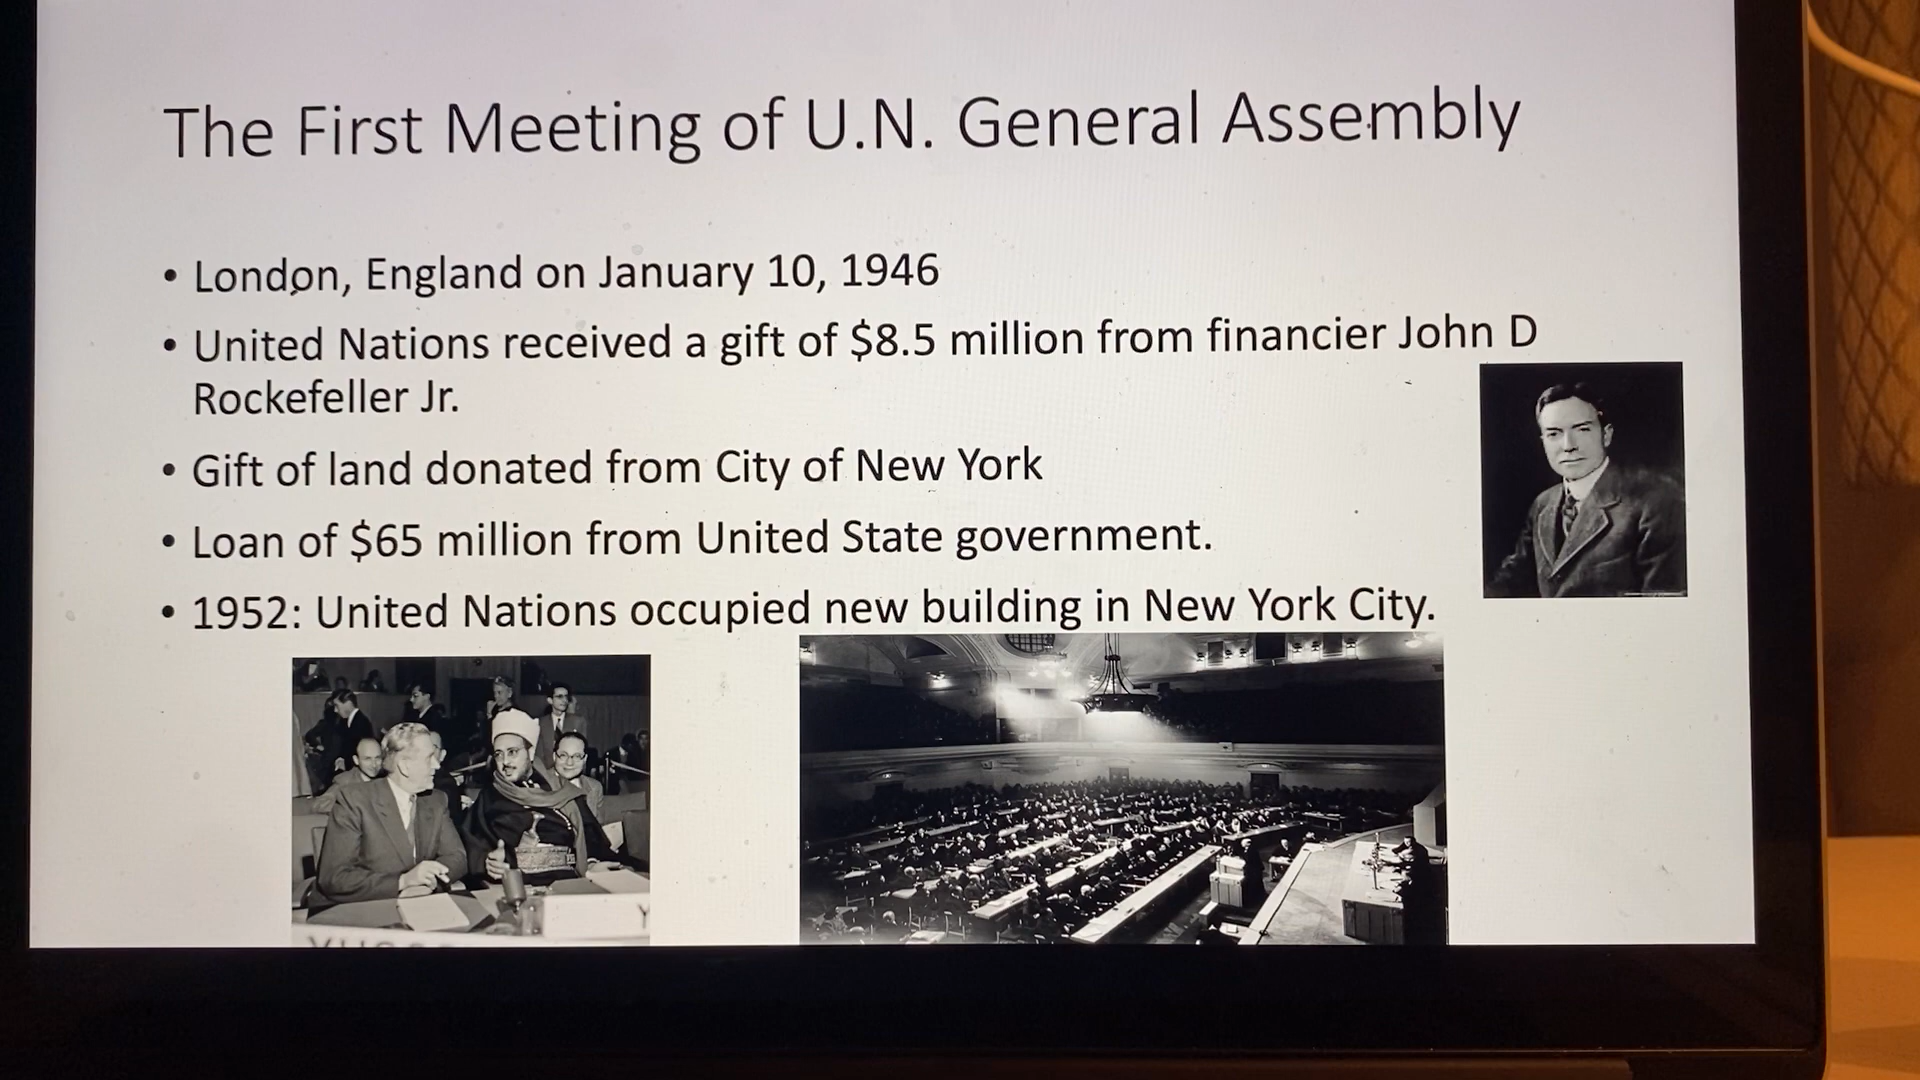 The First Meeting of U.N. General Assembly
• London, England on January 10, 1946
• United Nations received a gift of $8.5 million from financier John D
Rockefeller Jr.
• Gift of land donated from City of New York
• Loan of $65 million from United State government.
• 1952: United Nations occupied new building in New York City.
Y